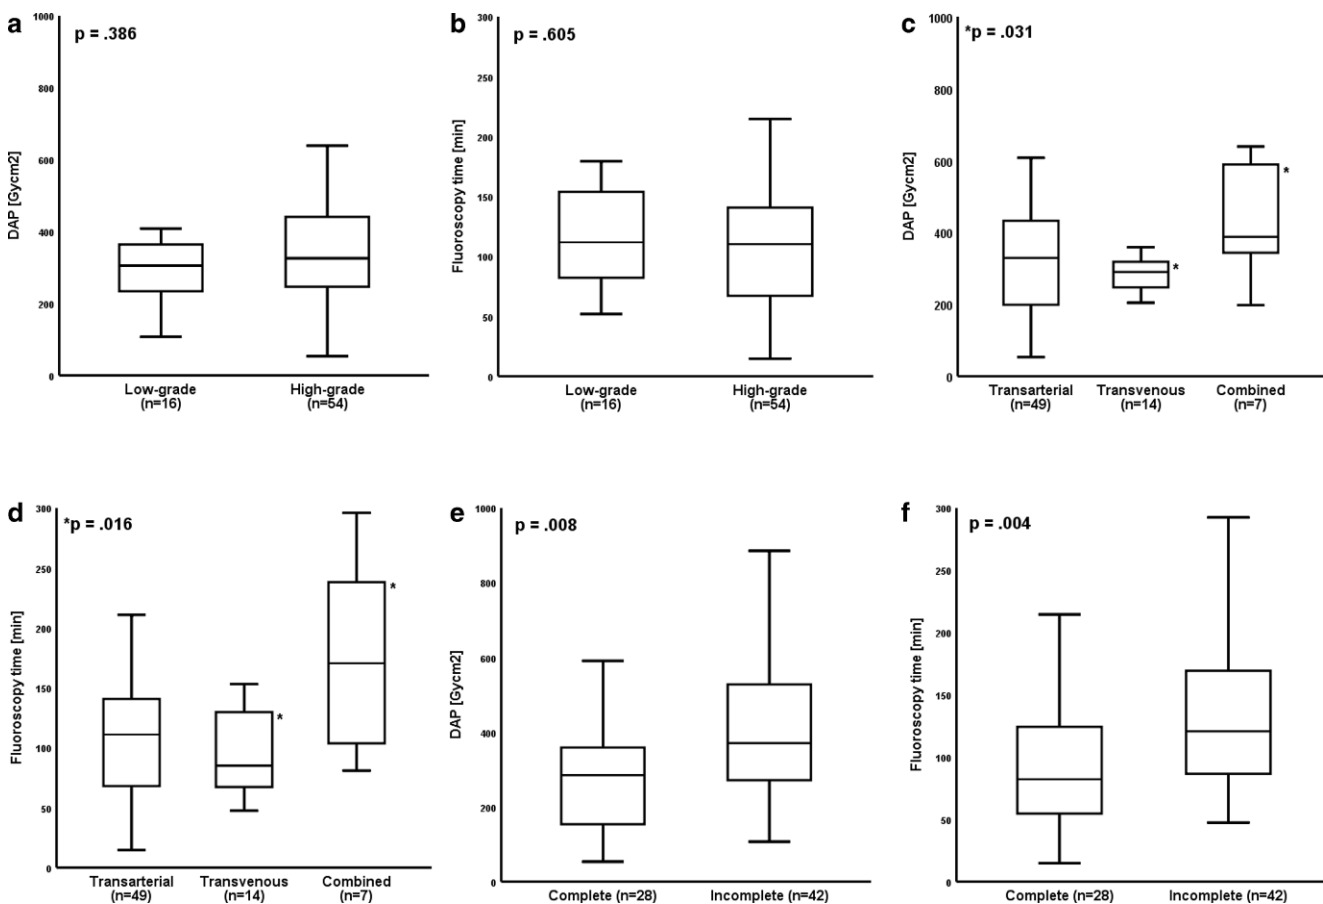 a
p = .386
DAP [Gycm2]
1000
800
600
400
200
0
Low-grade
(n=16)
High-grade
(n=54)
b
p = .605
Fluoroscopy time [min]
300
250
200
150
100
50
0
Low-grade
(n=16)
High-grade
(n=54)
c
*p = .031
DAP [Gycm2]
1000
800
600
400
200
0
*
*
Transarterial
(n=49)
Transvenous
(n=14)
Combined
(n=7)
d
*p = .016
Fluoroscopy time [min]
300
250
200
150
100
50
0
*
*
Transarterial
(n=49)
Transvenous
(n=14)
Combined
(n=7)
e
p = .008
DAP [Gycm2]
1000
800
600
400
200
0
Complete (n=28)
Incomplete (n=42)
f
p = .004
Fluoroscopy time [min]
300
250
200
150
100
50
0
Complete (n=28)
Incomplete (n=42)